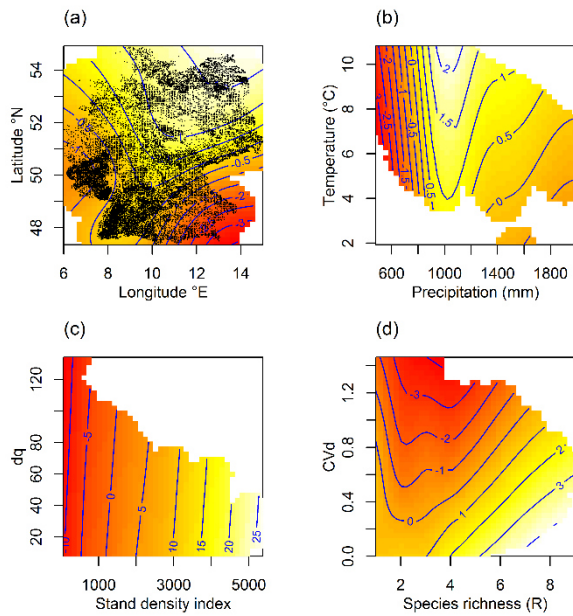 (a)
54
52
50
48
Latitude °N
6 8 10 12 14
Longitude °E
0.5
(b)
10
8
6
4
2
Temperature (°C)
600 1000 1400 1800
Precipitation (mm)
0
2
1
1.5
0.5
0.5
0
(c)
120
100
80
60
40
20
dq
1000 3000 5000
Stand density index
-5
0
5
10
15
20
25
(d)
1.2
0.8
0.4
0.0
CVd
2 4 6 8
Species richness (R)
-3
-2
-1
0
1
2
3